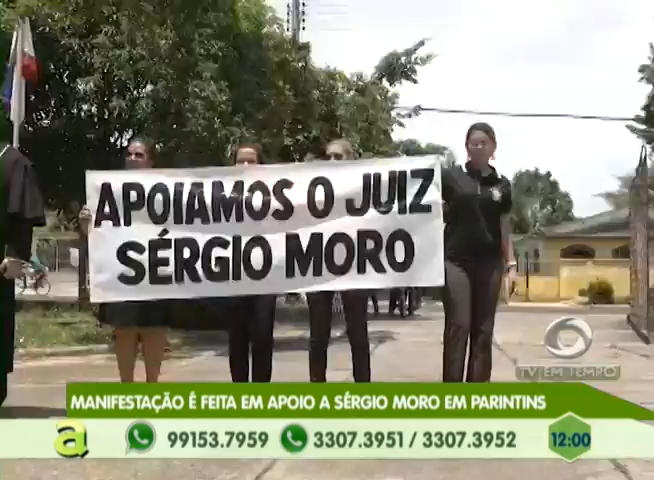 APOIAMOS O JUIZ
SÉRGIO MORO
TV EM TEMPO
MANIFESTAÇÃO É FEITA EM APOIO A SÉRGIO MORO EM PARINTINS
a 99153.7959 3307.3951 / 3307.3952 12:00